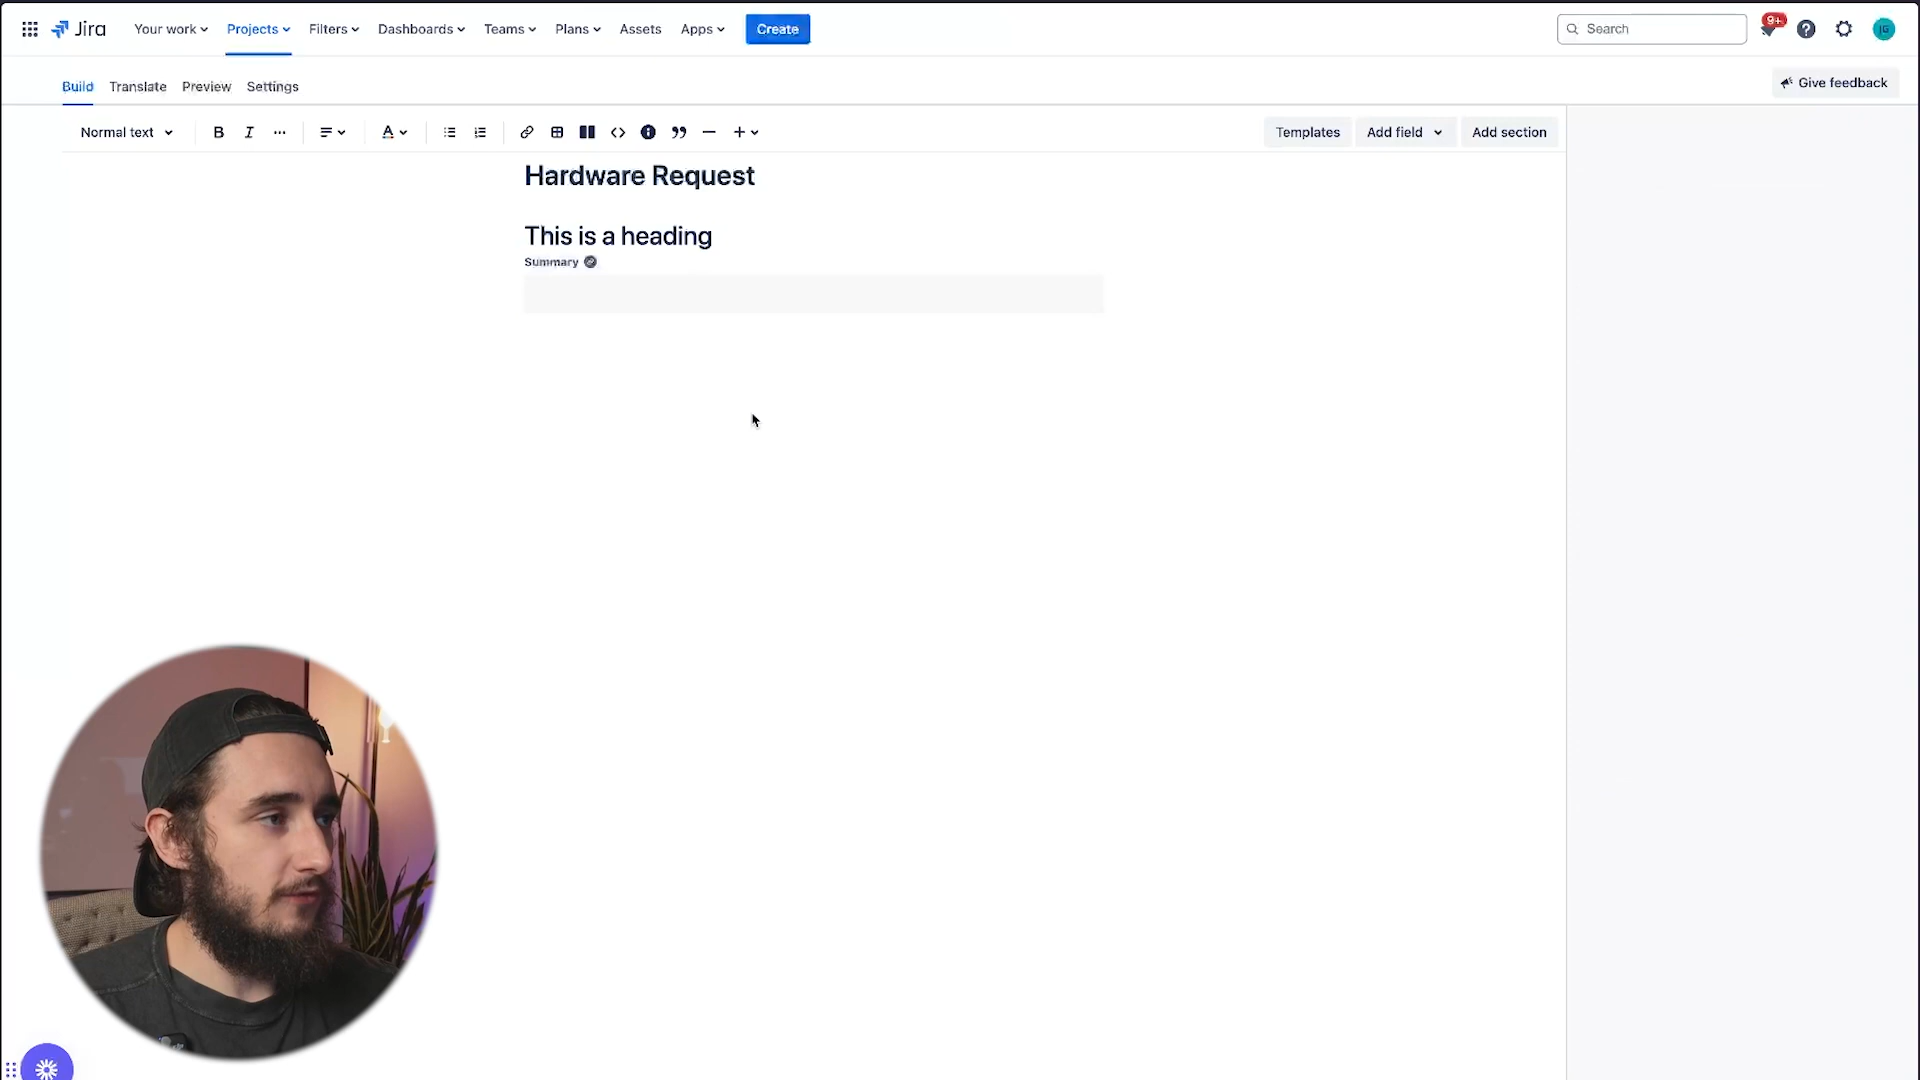 Jira Your work Projects Filters Dashboards Teams Plans Assets Apps Create Search 9+ JG
Build Translate Preview Settings Give feedback
Normal text B I A Templates Add field Add section
Hardware Request
This is a heading
Summary